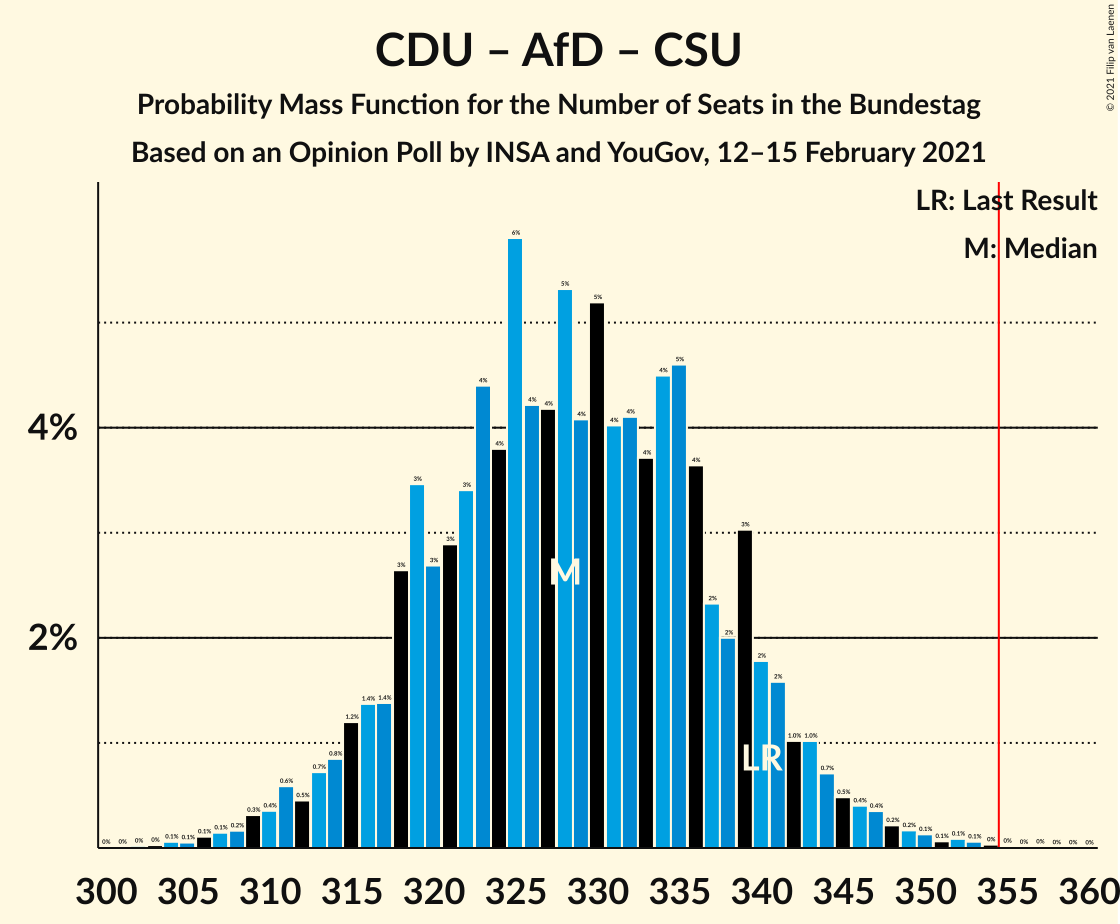 CDU – AfD – CSU
Probability Mass Function for the Number of Seats in the Bundestag
Based on an Opinion Poll by INSA and YouGov, 12–15 February 2021
© 2021 Filip van Laenen
LR: Last Result
M: Median
4%
2%
0% 0% 0% 0% 0.1% 0.1% 0.1% 0.1% 0.2% 0.3% 0.4% 0.6% 0.5% 0.7% 0.8% 1.2% 1.4% 1.4% 3% 3% 3% 3% 3% 4% 4% 6% 4% 4% 5% 4% 5% 4% 4% 4% 4% 5% 4% 2% 2% 3% 2% 2% 1.0% 1.0% 0.7% 0.5% 0.4% 0.4% 0.2% 0.2% 0.1% 0.1% 0.1% 0.1% 0% 0% 0% 0% 0% 0% 0%
M
LR
300 305 310 315 320 325 330 335 340 345 350 355 360